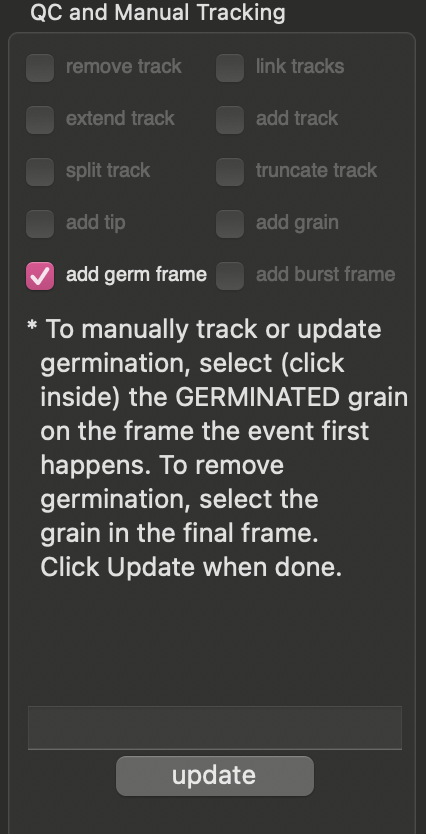 QC and Manual Tracking
remove track link tracks
extend track add track
split track truncate track
add tip add grain
add germ frame add burst frame
* To manually track or update
germination, select (click
inside) the GERMINATED grain
on the frame the event first
happens. To remove
germination, select the
grain in the final frame.
Click Update when done.
update